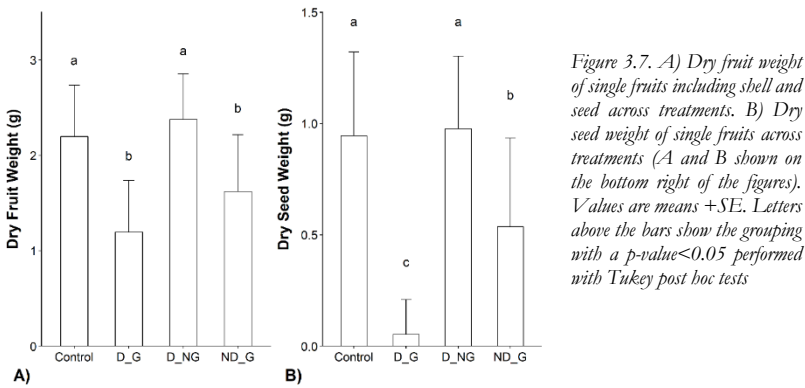 Dry Fruit Weight (g)
3
2
1
0
a
b
a
b
Control D_G D_NG ND_G
A)
Dry Seed Weight (g)
1.5
1.0
0.5
0.0
a
c
a
b
Control D_G D_NG ND_G
B)
Figure 3.7. A) Dry fruit weight
of single fruits including shell and
seed across treatments. B) Dry
seed weight of single fruits across
treatments (A and B shown on
the bottom right of the figures).
Values are means +SE. Letters
above the bars show the grouping
with a p-value<0.05 performed
with Tukey post hoc tests